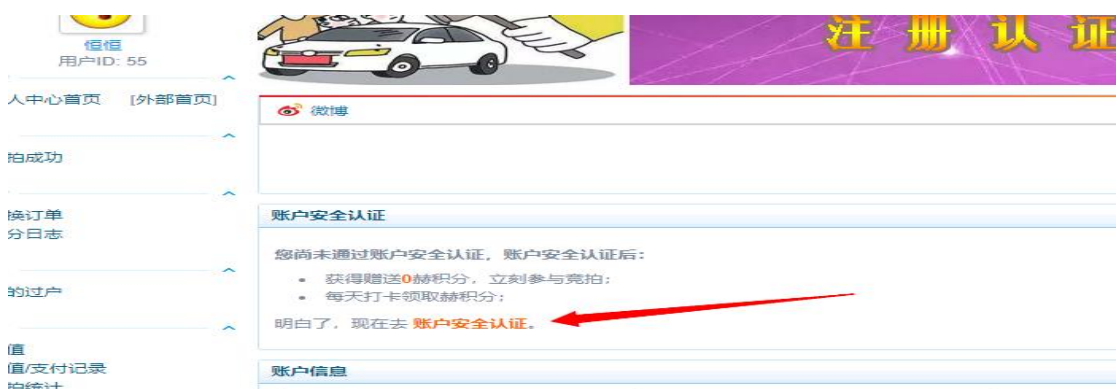 注册认证
恒恒
用户ID: 55
人中心首页 [外部首页]
微博
拍成功
换订单
分日志
账户安全认证
您尚未通过账户安全认证，账户安全认证后：
获得赠送0赫积分，立刻参与竞拍；
每天打卡领取赫积分；
的过户
明白了，现在去 账户安全认证。
值
值/支付记录
拍统计
账户信息